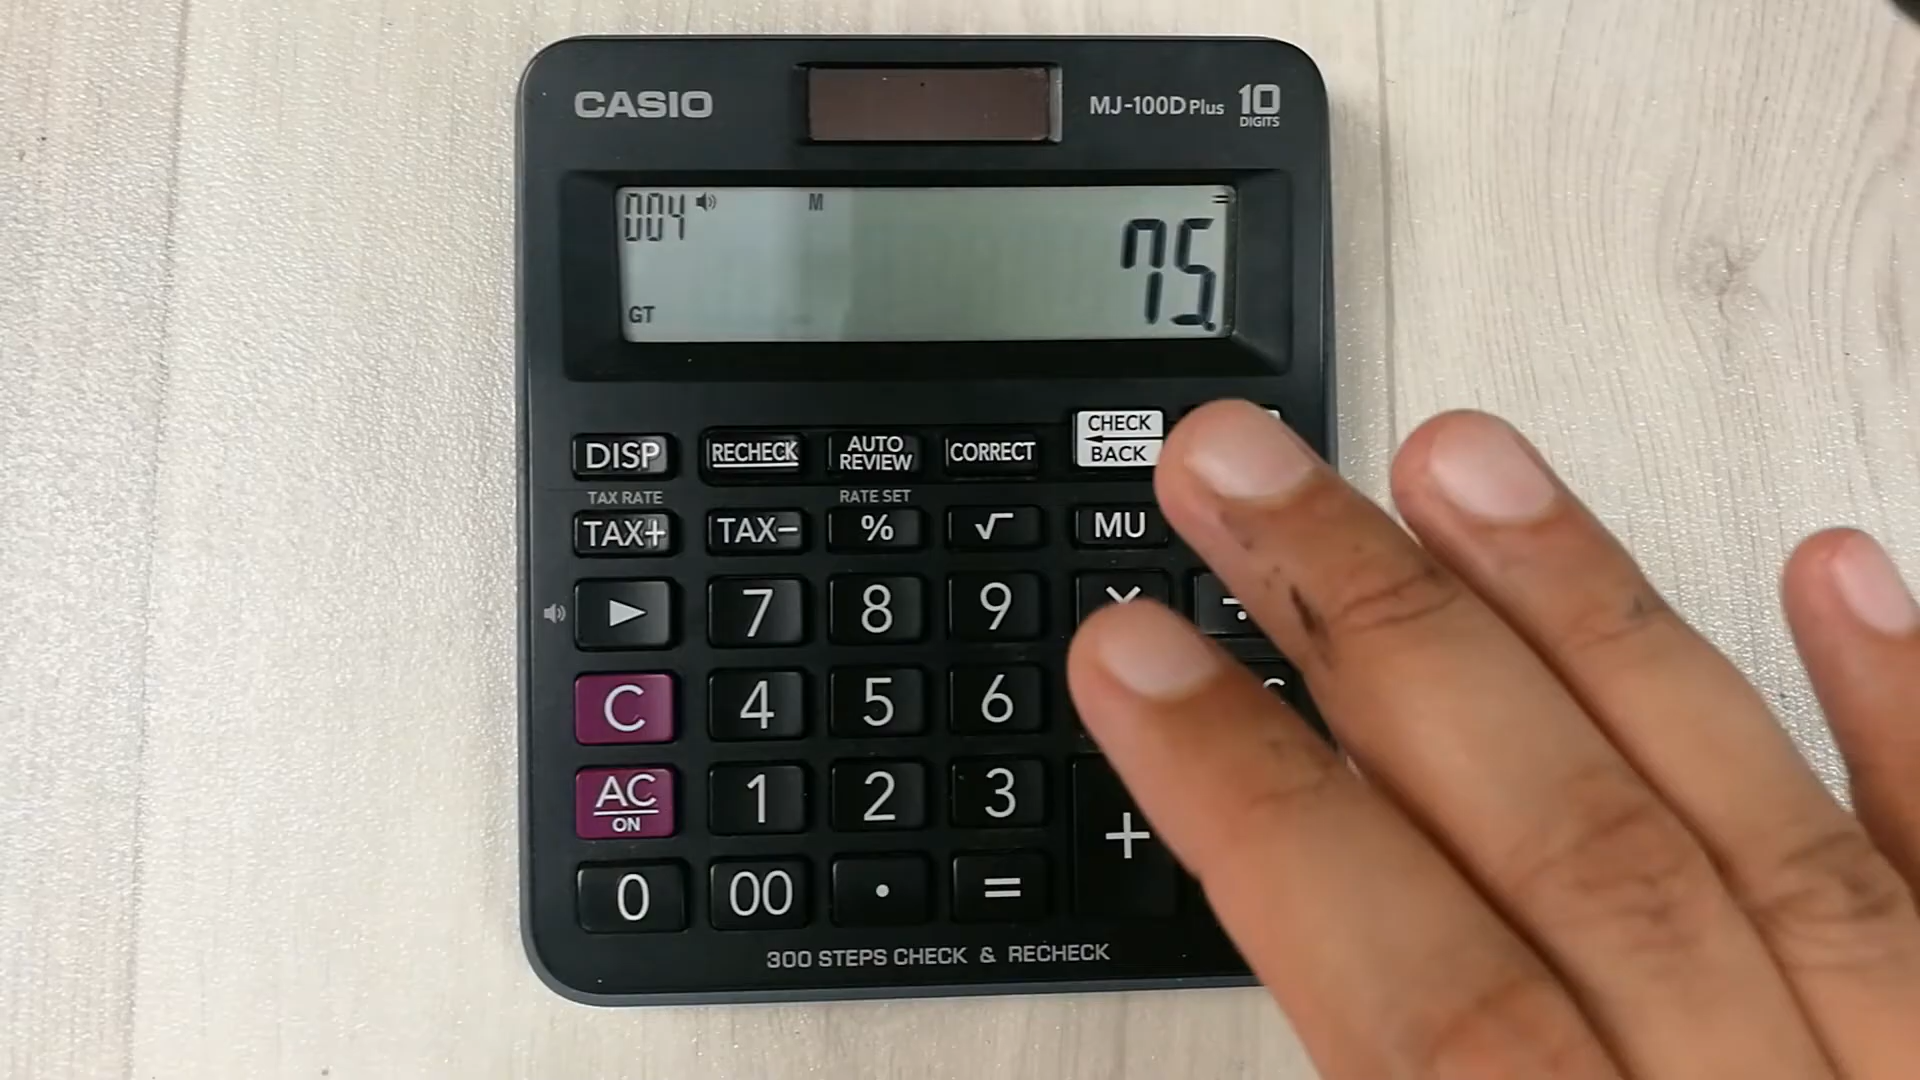 CASIO MJ-100D Plus 10
DIGITS
004 M =
75.
GT
DISP RECHECK AUTO REVIEW CORRECT CHECK BACK
TAX RATE RATE SET
TAX+ TAX− % √ MU
▶ 7 8 9 × ÷
C 4 5 6
AC
ON
1 2 3 +
0 00 . =
300 STEPS CHECK & RECHECK